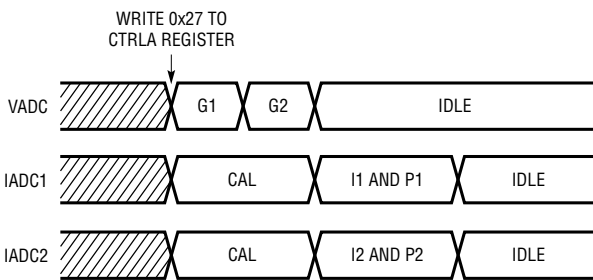 WRITE 0x27 TO
CTRLA REGISTER
VADC G1 G2 IDLE
IADC1 CAL I1 AND P1 IDLE
IADC2 CAL I2 AND P2 IDLE